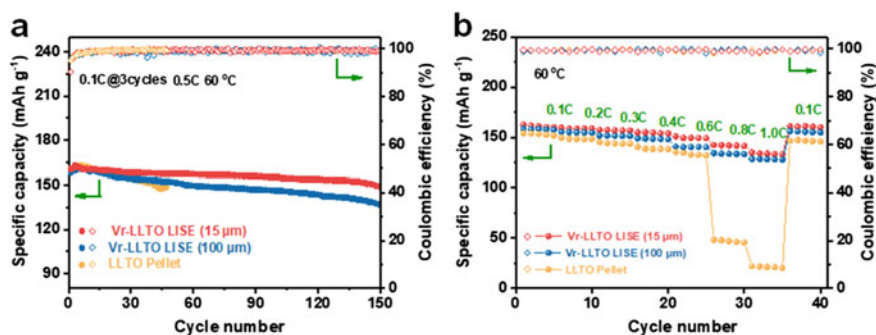 a
240
210
180
150
120
90
Specific capacity (mAh g⁻¹)
100
80
60
40
20
0
Coulombic effieiency (%)
0.1C@3cycles 0.5C 60 °C
Vr-LLTO LISE (15 μm)
Vr-LLTO LISE (100 μm)
LLTO Pellet
0 30 60 90 120 150
Cycle number
b
250
200
150
100
50
0
Specific capacity (mAh g⁻¹)
100
80
60
40
20
0
Coulombic efficiency (%)
60 °C
0.1C 0.2C 0.3C 0.4C 0.6C 0.8C 1.0C 0.1C
Vr-LLTO LISE (15 μm)
Vr-LLTO LISE (100 μm)
LLTO Pellet
0 10 20 30 40
Cycle number